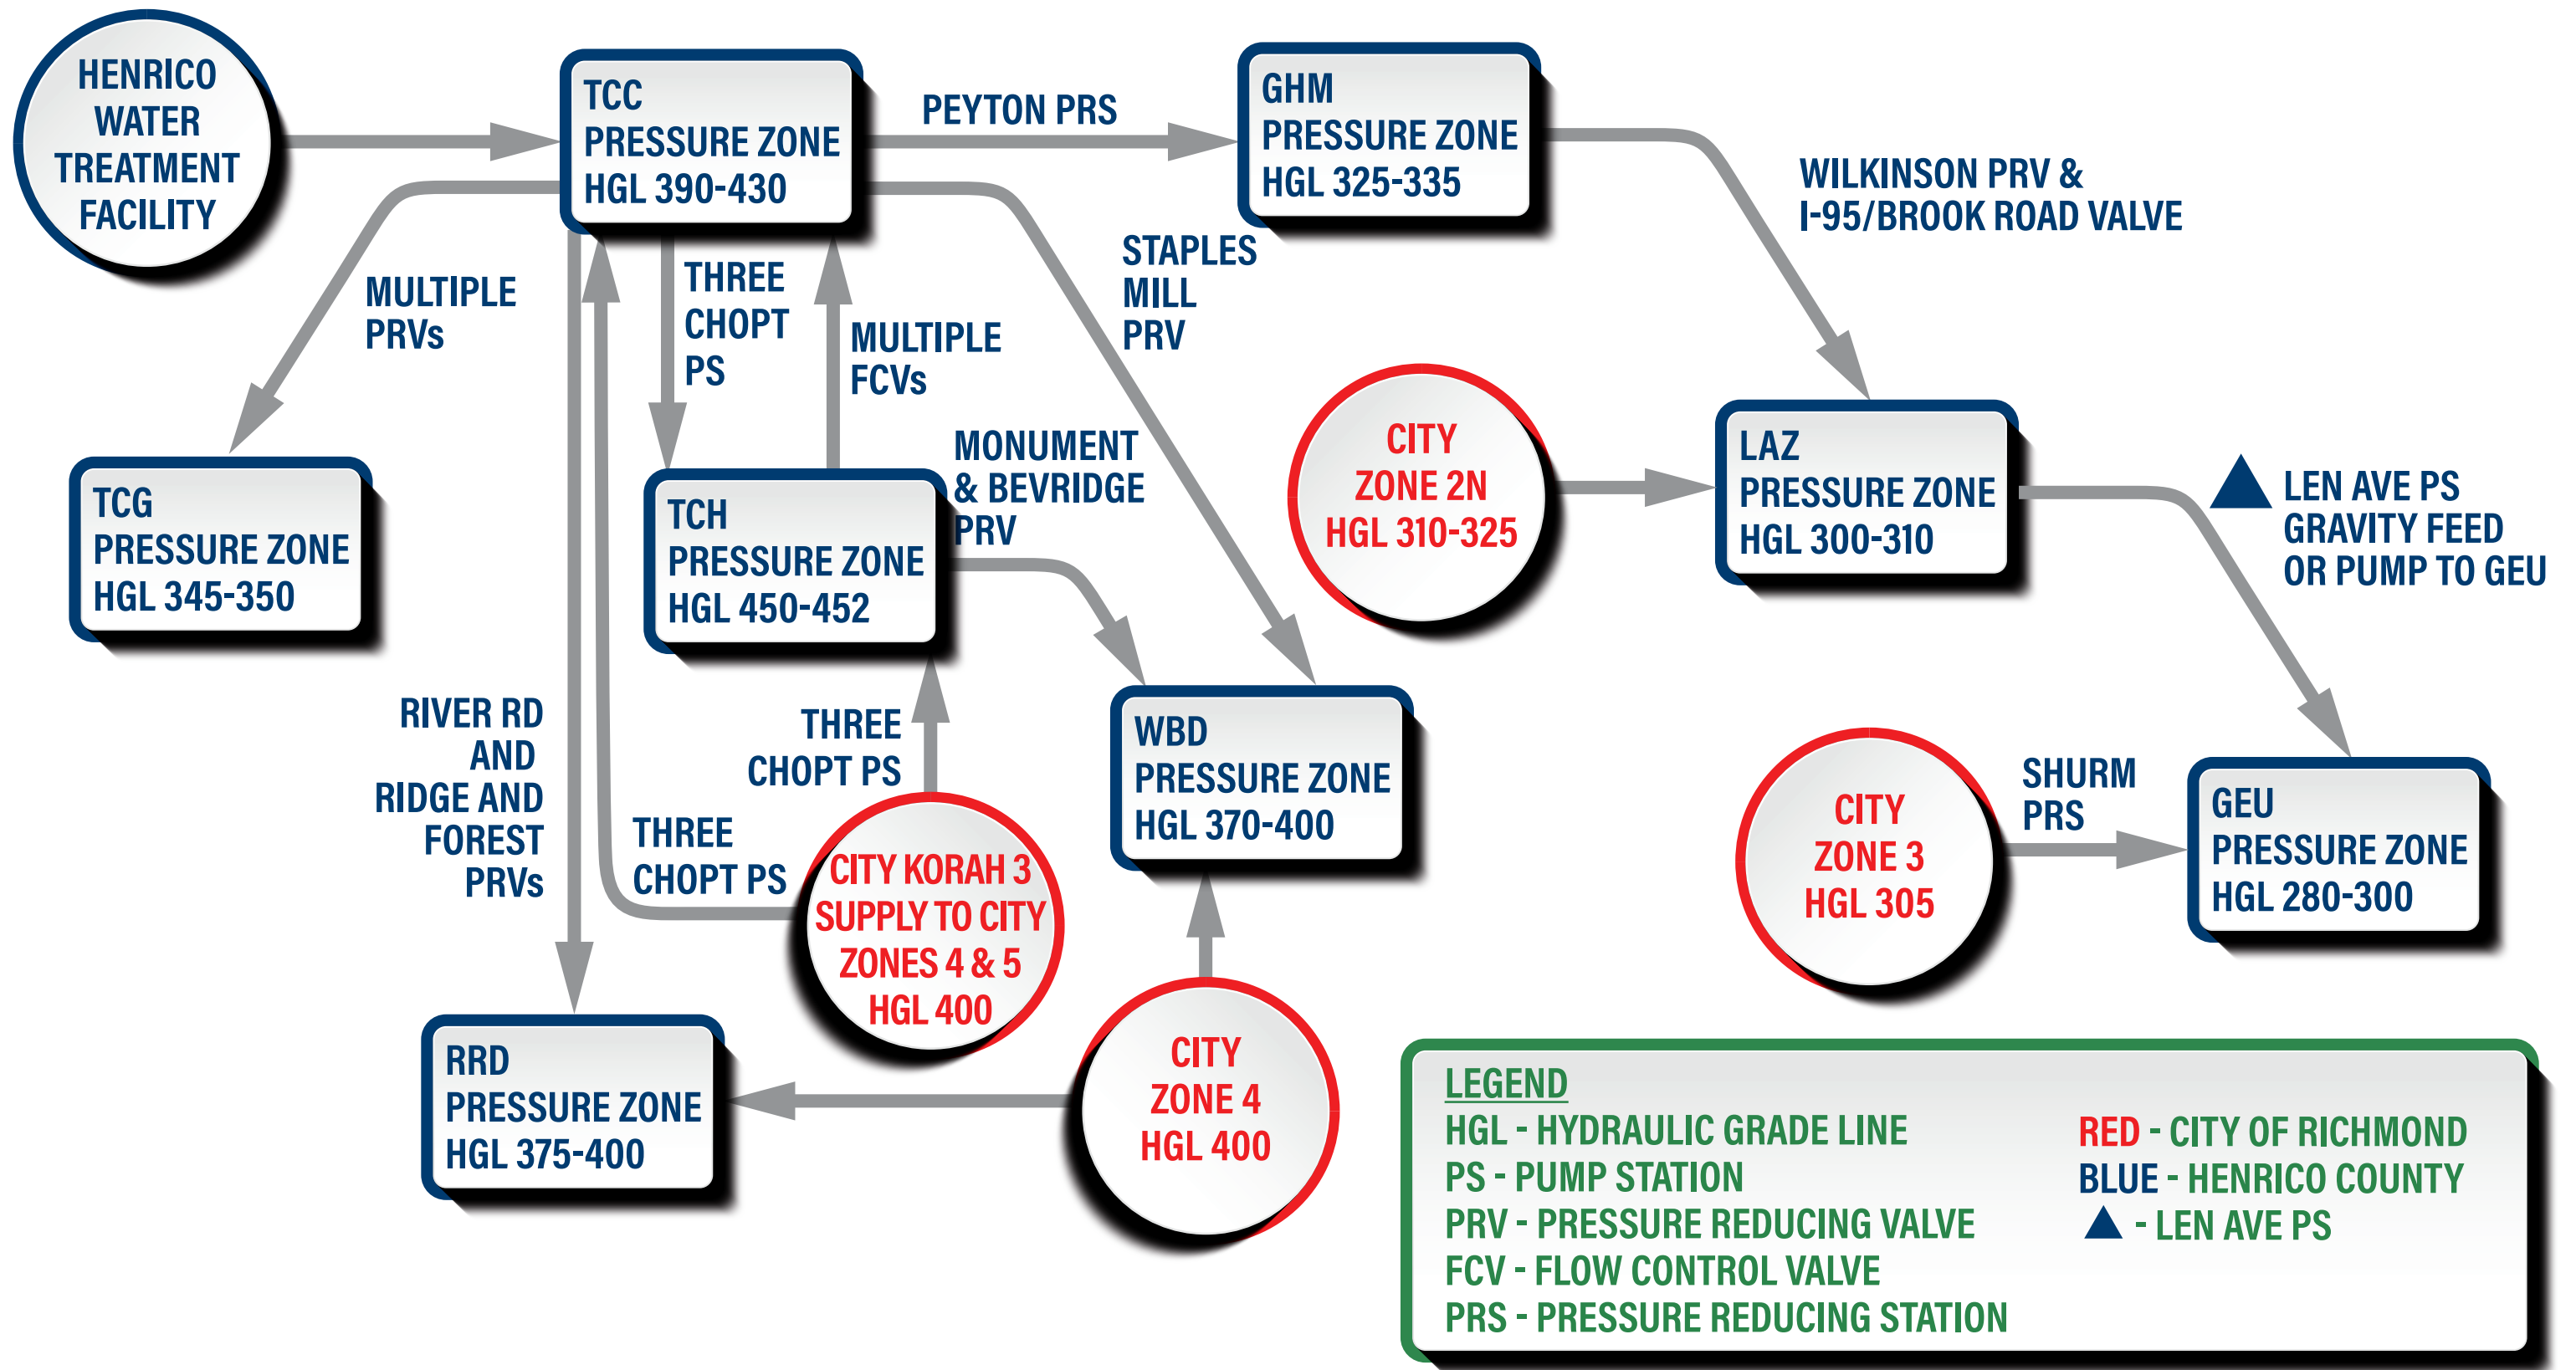 HENRICO
WATER
TREATMENT
FACILITY
TCC
PRESSURE ZONE
HGL 390-430
PEYTON PRS
GHM
PRESSURE ZONE
HGL 325-335
WILKINSON PRV &
I-95/BROOK ROAD VALVE
MULTIPLE
PRVs
THREE
CHOPT
PS
MULTIPLE
FCVs
STAPLES
MILL
PRV
TCG
PRESSURE ZONE
HGL 345-350
TCH
PRESSURE ZONE
HGL 450-452
MONUMENT
& BEVRIDGE
PRV
CITY
ZONE 2N
HGL 310-325
LAZ
PRESSURE ZONE
HGL 300-310
LEN AVE PS
GRAVITY FEED
OR PUMP TO GEU
RIVER RD
AND
RIDGE AND
FOREST
PRVs
THREE
CHOPT PS
THREE
CHOPT PS
WBD
PRESSURE ZONE
HGL 370-400
CITY
ZONE 3
HGL 305
SHURM
PRS
GEU
PRESSURE ZONE
HGL 280-300
CITY KORAH 3
SUPPLY TO CITY
ZONES 4 & 5
HGL 400
RRD
PRESSURE ZONE
HGL 375-400
CITY
ZONE 4
HGL 400
LEGEND
HGL - HYDRAULIC GRADE LINE
PS - PUMP STATION
PRV - PRESSURE REDUCING VALVE
FCV - FLOW CONTROL VALVE
PRS - PRESSURE REDUCING STATION
RED - CITY OF RICHMOND
BLUE - HENRICO COUNTY
- LEN AVE PS